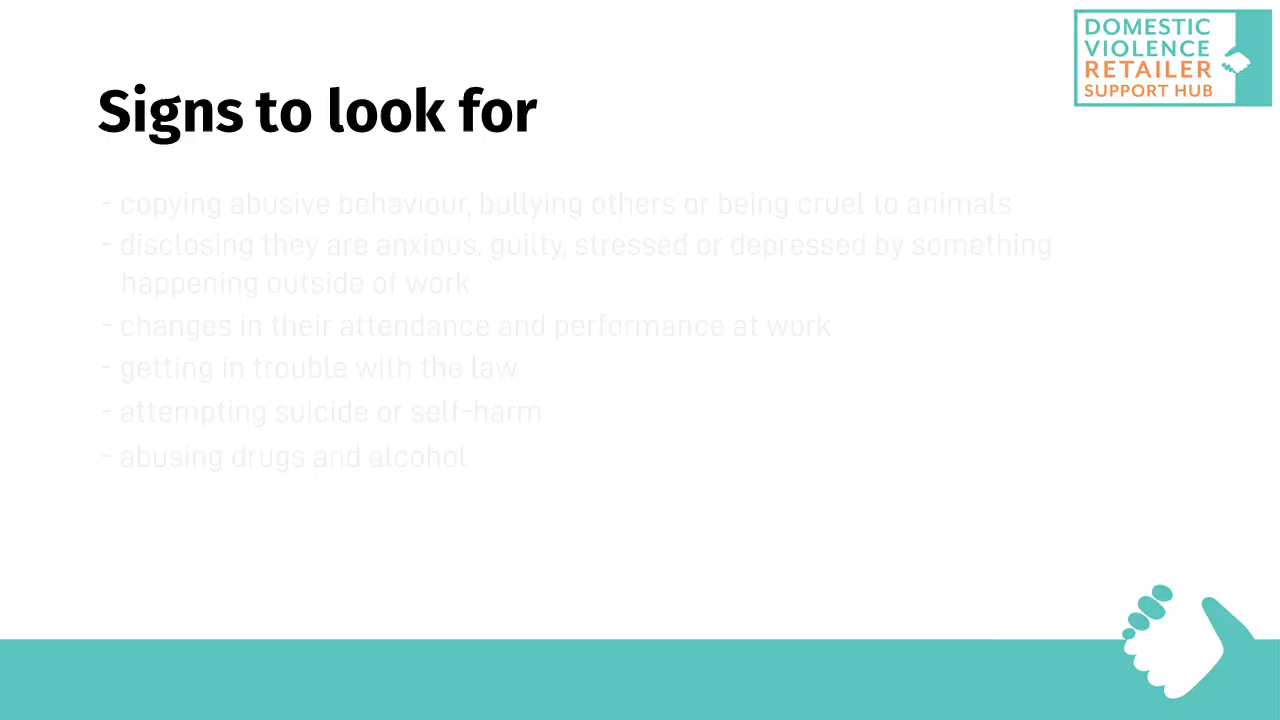 DOMESTIC
VIOLENCE
RETAILER
SUPPORT HUB
Signs to look for
- copying abusive behaviour, bullying others or being cruel to animals
- disclosing they are anxious, guilty, stressed or depressed by something
happening outside of work
- changes in their attendance and performance at work
- getting in trouble with the law
- attempting suicide or self-harm
- abusing drugs and alcohol